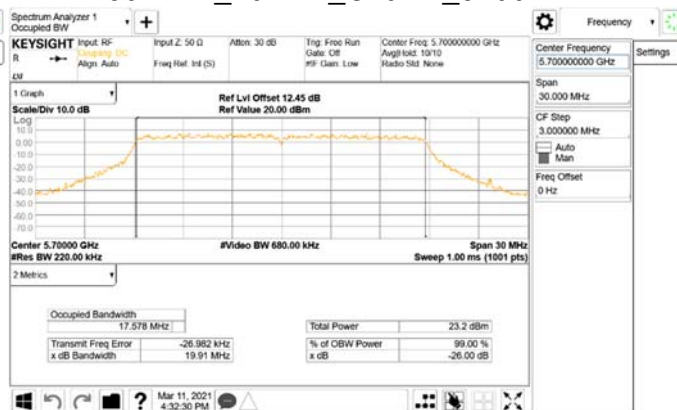 Spectrum Analyzer 1
Occupied BW
+
Frequency
KEYSIGHT
R
Input: RF
Coupling: DC
Align: Auto
Input Z: 50 Ω
Freq Ref: Int (S)
Atten: 30 dB
Trig: Free Run
Gate: Off
#IF Gain: Low
Center Freq: 5.700000000 GHz
Avg|Hold: 10/10
Radio Std: None
Center Frequency
5.700000000 GHz
Settings
Span
30.000 MHz
CF Step
3.000000 MHz
Auto
Man
Freq Offset
0 Hz
1 Graph
Scale/Div 10.0 dB
Ref Lvl Offset 12.45 dB
Ref Value 20.00 dBm
Log
10.0
0.00
-10.0
-20.0
-30.0
-40.0
-50.0
-60.0
-70.0
Center 5.70000 GHz
#Res BW 220.00 kHz
#Video BW 680.00 kHz
Span 30 MHz
Sweep 1.00 ms (1001 pts)
2 Metrics
Occupied Bandwidth
17.578 MHz
Total Power 23.2 dBm
Transmit Freq Error -26.982 kHz
% of OBW Power 99.00 %
x dB Bandwidth 19.91 MHz
x dB -26.00 dB
?
Mar 11, 2021
4:32:30 PM